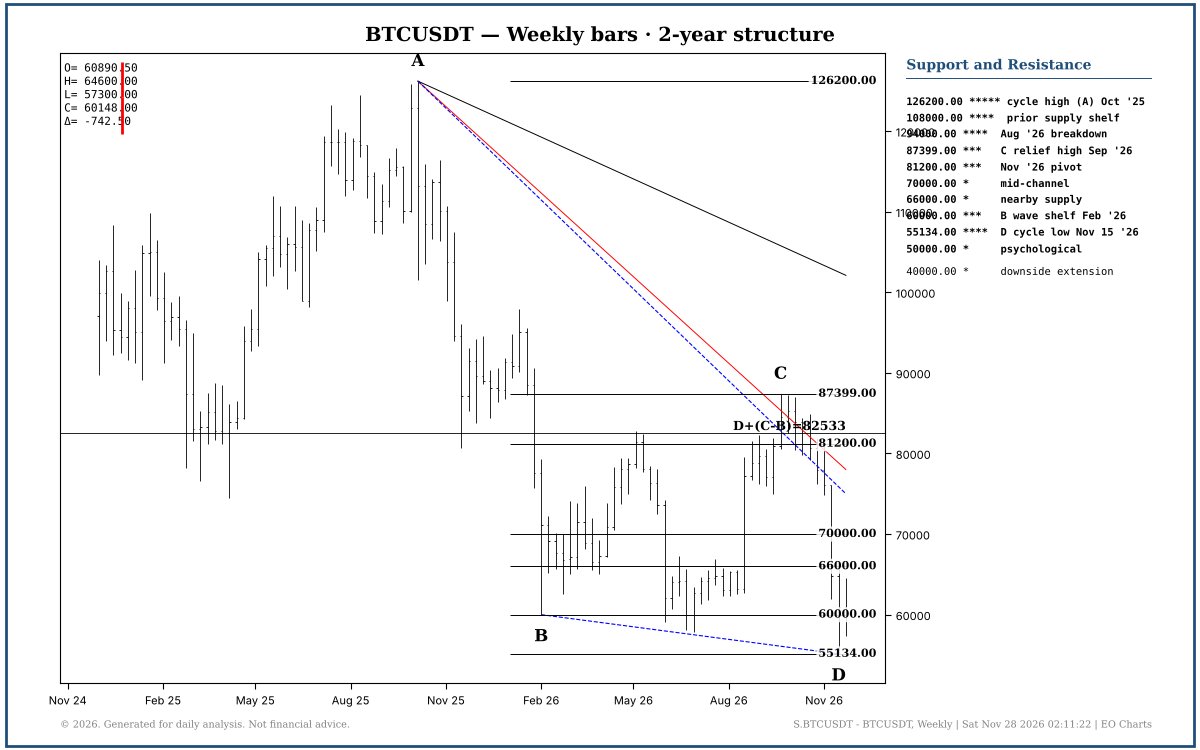 BTCUSDT — Weekly bars · 2-year structure
O= 60890.50
H= 64600.00
L= 57300.00
C= 60148.00
Δ= -742.50
A
126200.00
C
87399.00
D+(C-B)=82533
81200.00
70000.00
66000.00
60000.00
B
55134.00
D
120000
110000
100000
90000
80000
70000
60000
Nov 24 Feb 25 May 25 Aug 25 Nov 25 Feb 26 May 26 Aug 26 Nov 26
Support and Resistance
126200.00 ***** cycle high (A) Oct '25
108000.00 **** prior supply shelf
94000.00 **** Aug '26 breakdown
87399.00 *** C relief high Sep '26
81200.00 *** Nov '26 pivot
70000.00 * mid-channel
66000.00 * nearby supply
60000.00 *** B wave shelf Feb '26
55134.00 **** D cycle low Nov 15 '26
50000.00 * psychological
40000.00 * downside extension
© 2026. Generated for daily analysis. Not financial advice.
S.BTCUSDT - BTCUSDT, Weekly | Sat Nov 28 2026 02:11:22 | EO Charts